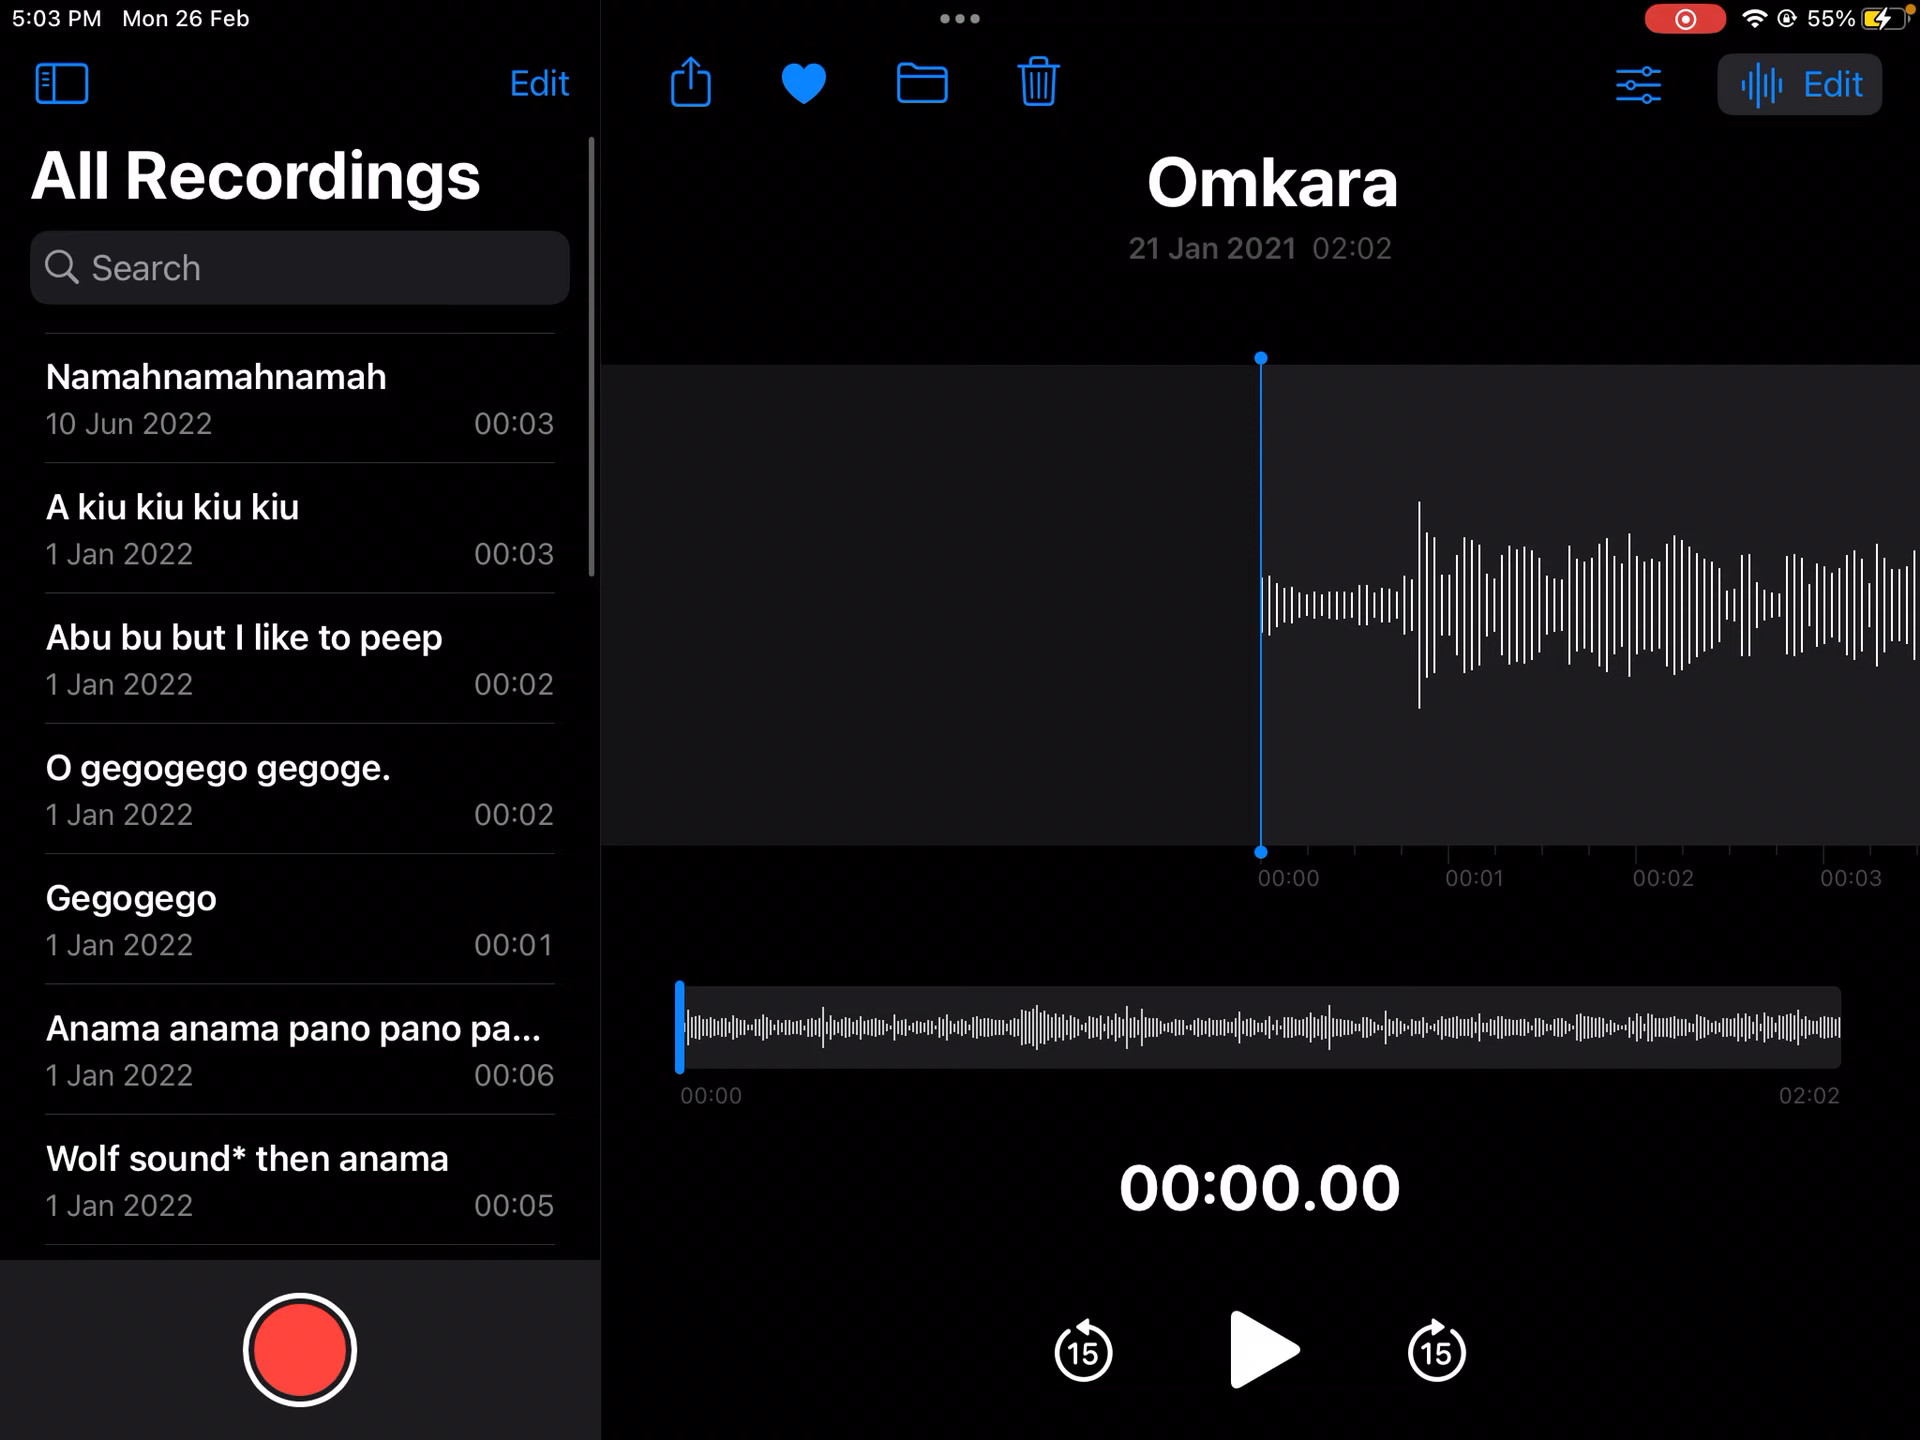 5:03 PM Mon 26 Feb
55%
Edit
All Recordings
Search
Namahnamahnamah
10 Jun 2022 00:03
A kiu kiu kiu kiu
1 Jan 2022 00:03
Abu bu but I like to peep
1 Jan 2022 00:02
O gegogego gegoge.
1 Jan 2022 00:02
Gegogego
1 Jan 2022 00:01
Anama anama pano pano pa...
1 Jan 2022 00:06
Wolf sound* then anama
1 Jan 2022 00:05
Edit
Omkara
21 Jan 2021 02:02
00:00 00:01 00:02 00:03
00:00 02:02
00:00.00
15 15